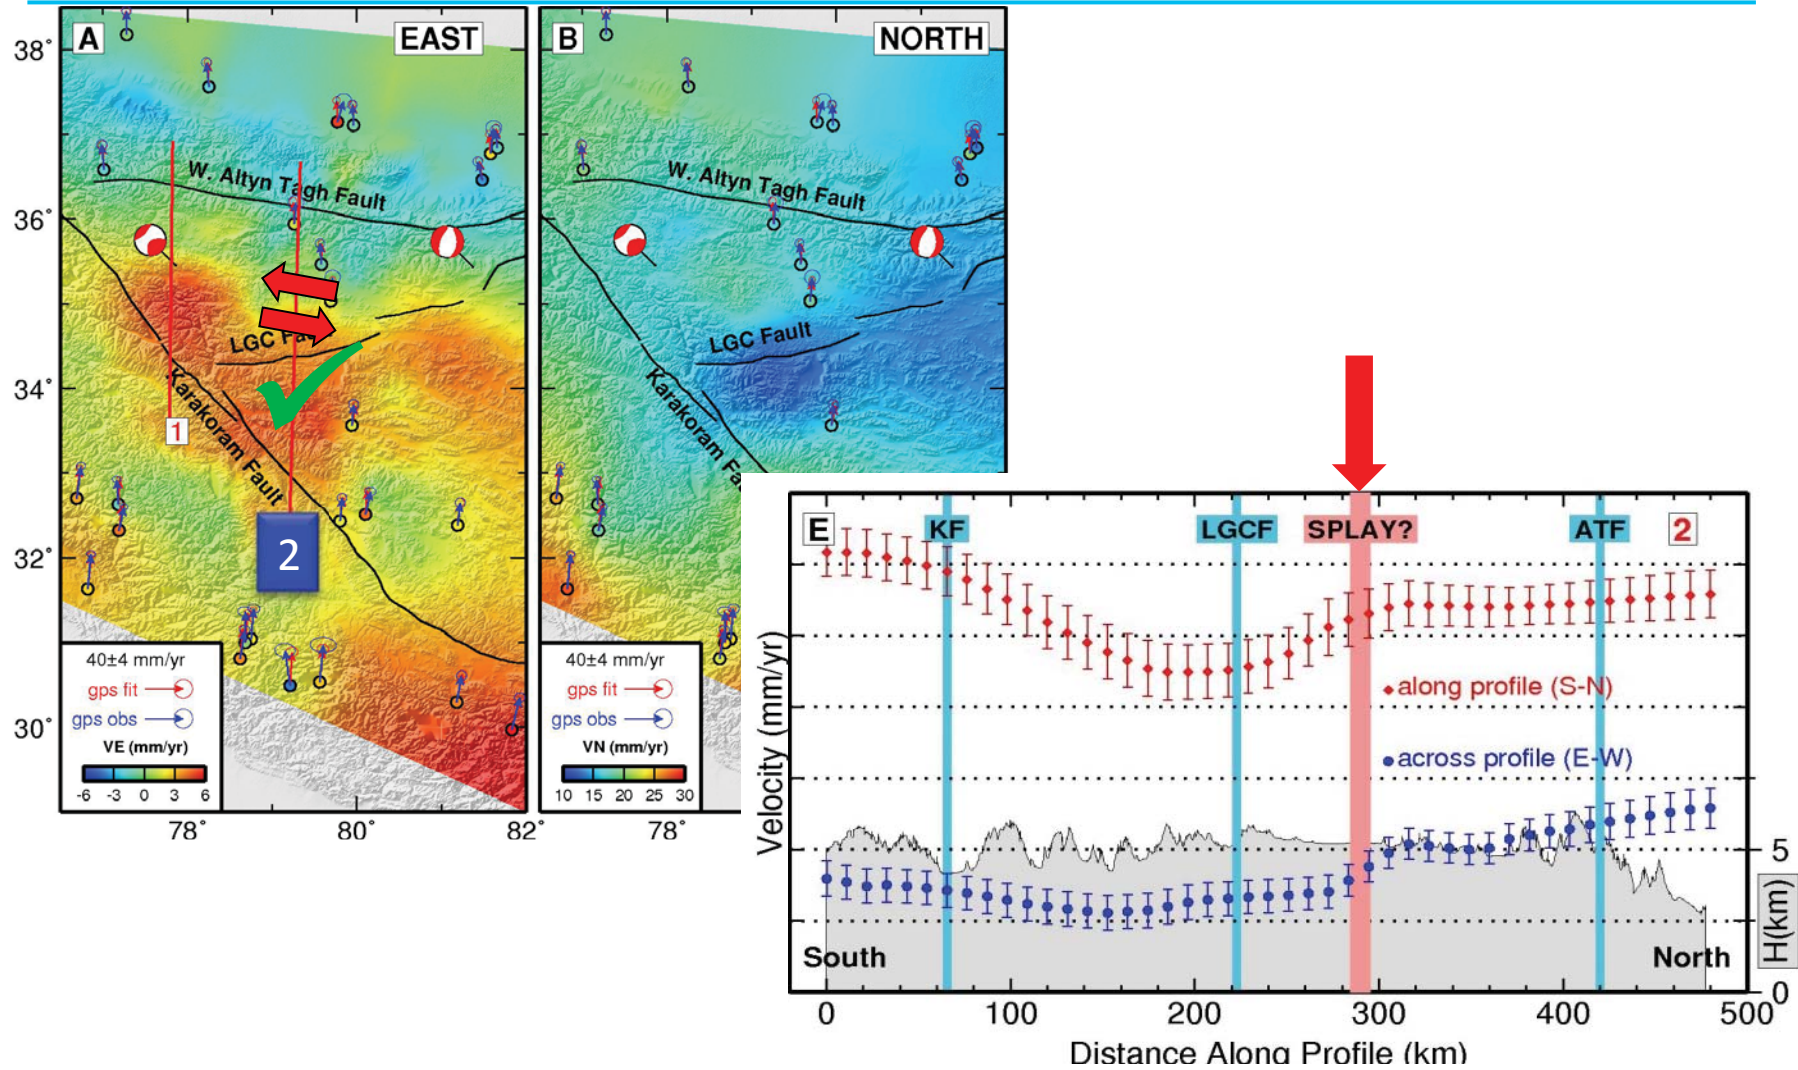 A
EAST
B
NORTH
38°
36°
34°
32°
30°
W. Altyn Tagh Fault
LGC Fau
Karakoram Fault
1
2
40±4 mm/yr
gps fit
gps obs
VE (mm/yr)
-6 -3 0 3 6
78° 80° 82°
W. Altyn Tagh Fault
LGC Fault
Karakoram Fa
40±4 mm/yr
gps fit
gps obs
VN (mm/yr)
10 15 20 25 30
78°
E
KF
LGCF
SPLAY?
ATF
2
along profile (S-N)
across profile (E-W)
Velocity (mm/yr)
South
North
5
0
H(km)
0 100 200 300 400 500
Distance Along Profile (km)